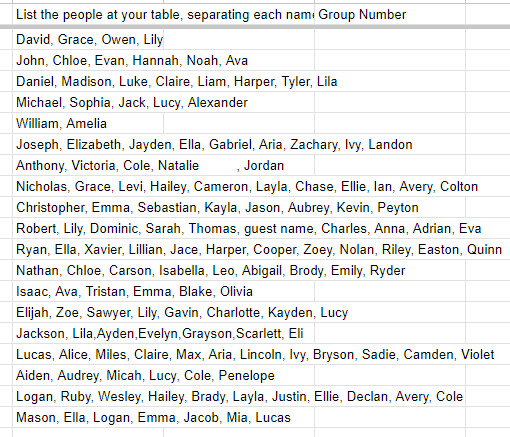 List the people at your table, separating each nam Group Number
David, Grace, Owen, Lily
John, Chloe, Evan, Hannah, Noah, Ava
Daniel, Madison, Luke, Claire, Liam, Harper, Tyler, Lila
Michael, Sophia, Jack, Lucy, Alexander
William, Amelia
Joseph, Elizabeth, Jayden, Ella, Gabriel, Aria, Zachary, Ivy, Landon
Anthony, Victoria, Cole, Natalie , Jordan
Nicholas, Grace, Levi, Hailey, Cameron, Layla, Chase, Ellie, Ian, Avery, Colton
Christopher, Emma, Sebastian, Kayla, Jason, Aubrey, Kevin, Peyton
Robert, Lily, Dominic, Sarah, Thomas, guest name, Charles, Anna, Adrian, Eva
Ryan, Ella, Xavier, Lillian, Jace, Harper, Cooper, Zoey, Nolan, Riley, Easton, Quinn
Nathan, Chloe, Carson, Isabella, Leo, Abigail, Brody, Emily, Ryder
Isaac, Ava, Tristan, Emma, Blake, Olivia
Elijah, Zoe, Sawyer, Lily, Gavin, Charlotte, Kayden, Lucy
Jackson, Lila,Ayden,Evelyn,Grayson,Scarlett, Eli
Lucas, Alice, Miles, Claire, Max, Aria, Lincoln, Ivy, Bryson, Sadie, Camden, Violet
Aiden, Audrey, Micah, Lucy, Cole, Penelope
Logan, Ruby, Wesley, Hailey, Brady, Layla, Justin, Ellie, Declan, Avery, Cole
Mason, Ella, Logan, Emma, Jacob, Mia, Lucas